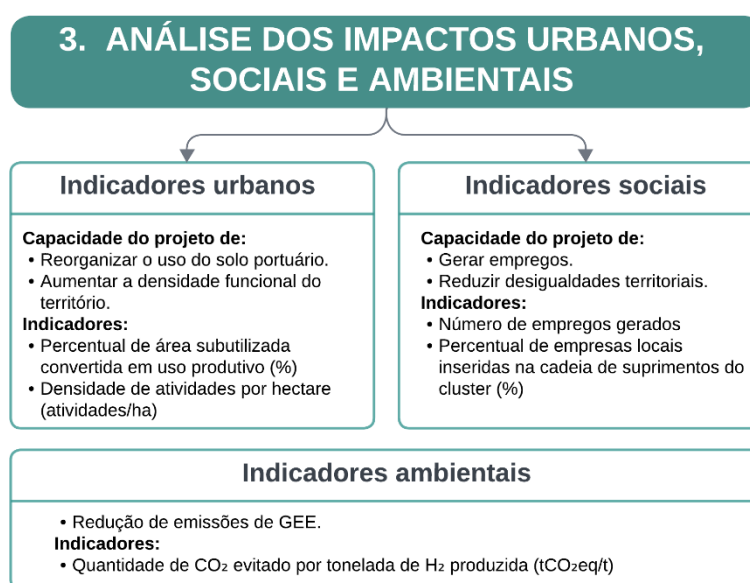 3. ANÁLISE DOS IMPACTOS URBANOS,
SOCIAIS E AMBIENTAIS
Indicadores urbanos
Capacidade do projeto de:
• Reorganizar o uso do solo portuário.
• Aumentar a densidade funcional do
território.
Indicadores:
• Percentual de área subutilizada
convertida em uso produtivo (%)
• Densidade de atividades por hectare
(atividades/ha)
Indicadores sociais
Capacidade do projeto de:
• Gerar empregos.
• Reduzir desigualdades territoriais.
Indicadores:
• Número de empregos gerados
• Percentual de empresas locais
inseridas na cadeia de suprimentos do
cluster (%)
Indicadores ambientais
• Redução de emissões de GEE.
Indicadores:
• Quantidade de CO₂ evitado por tonelada de H₂ produzida (tCO₂eq/t)